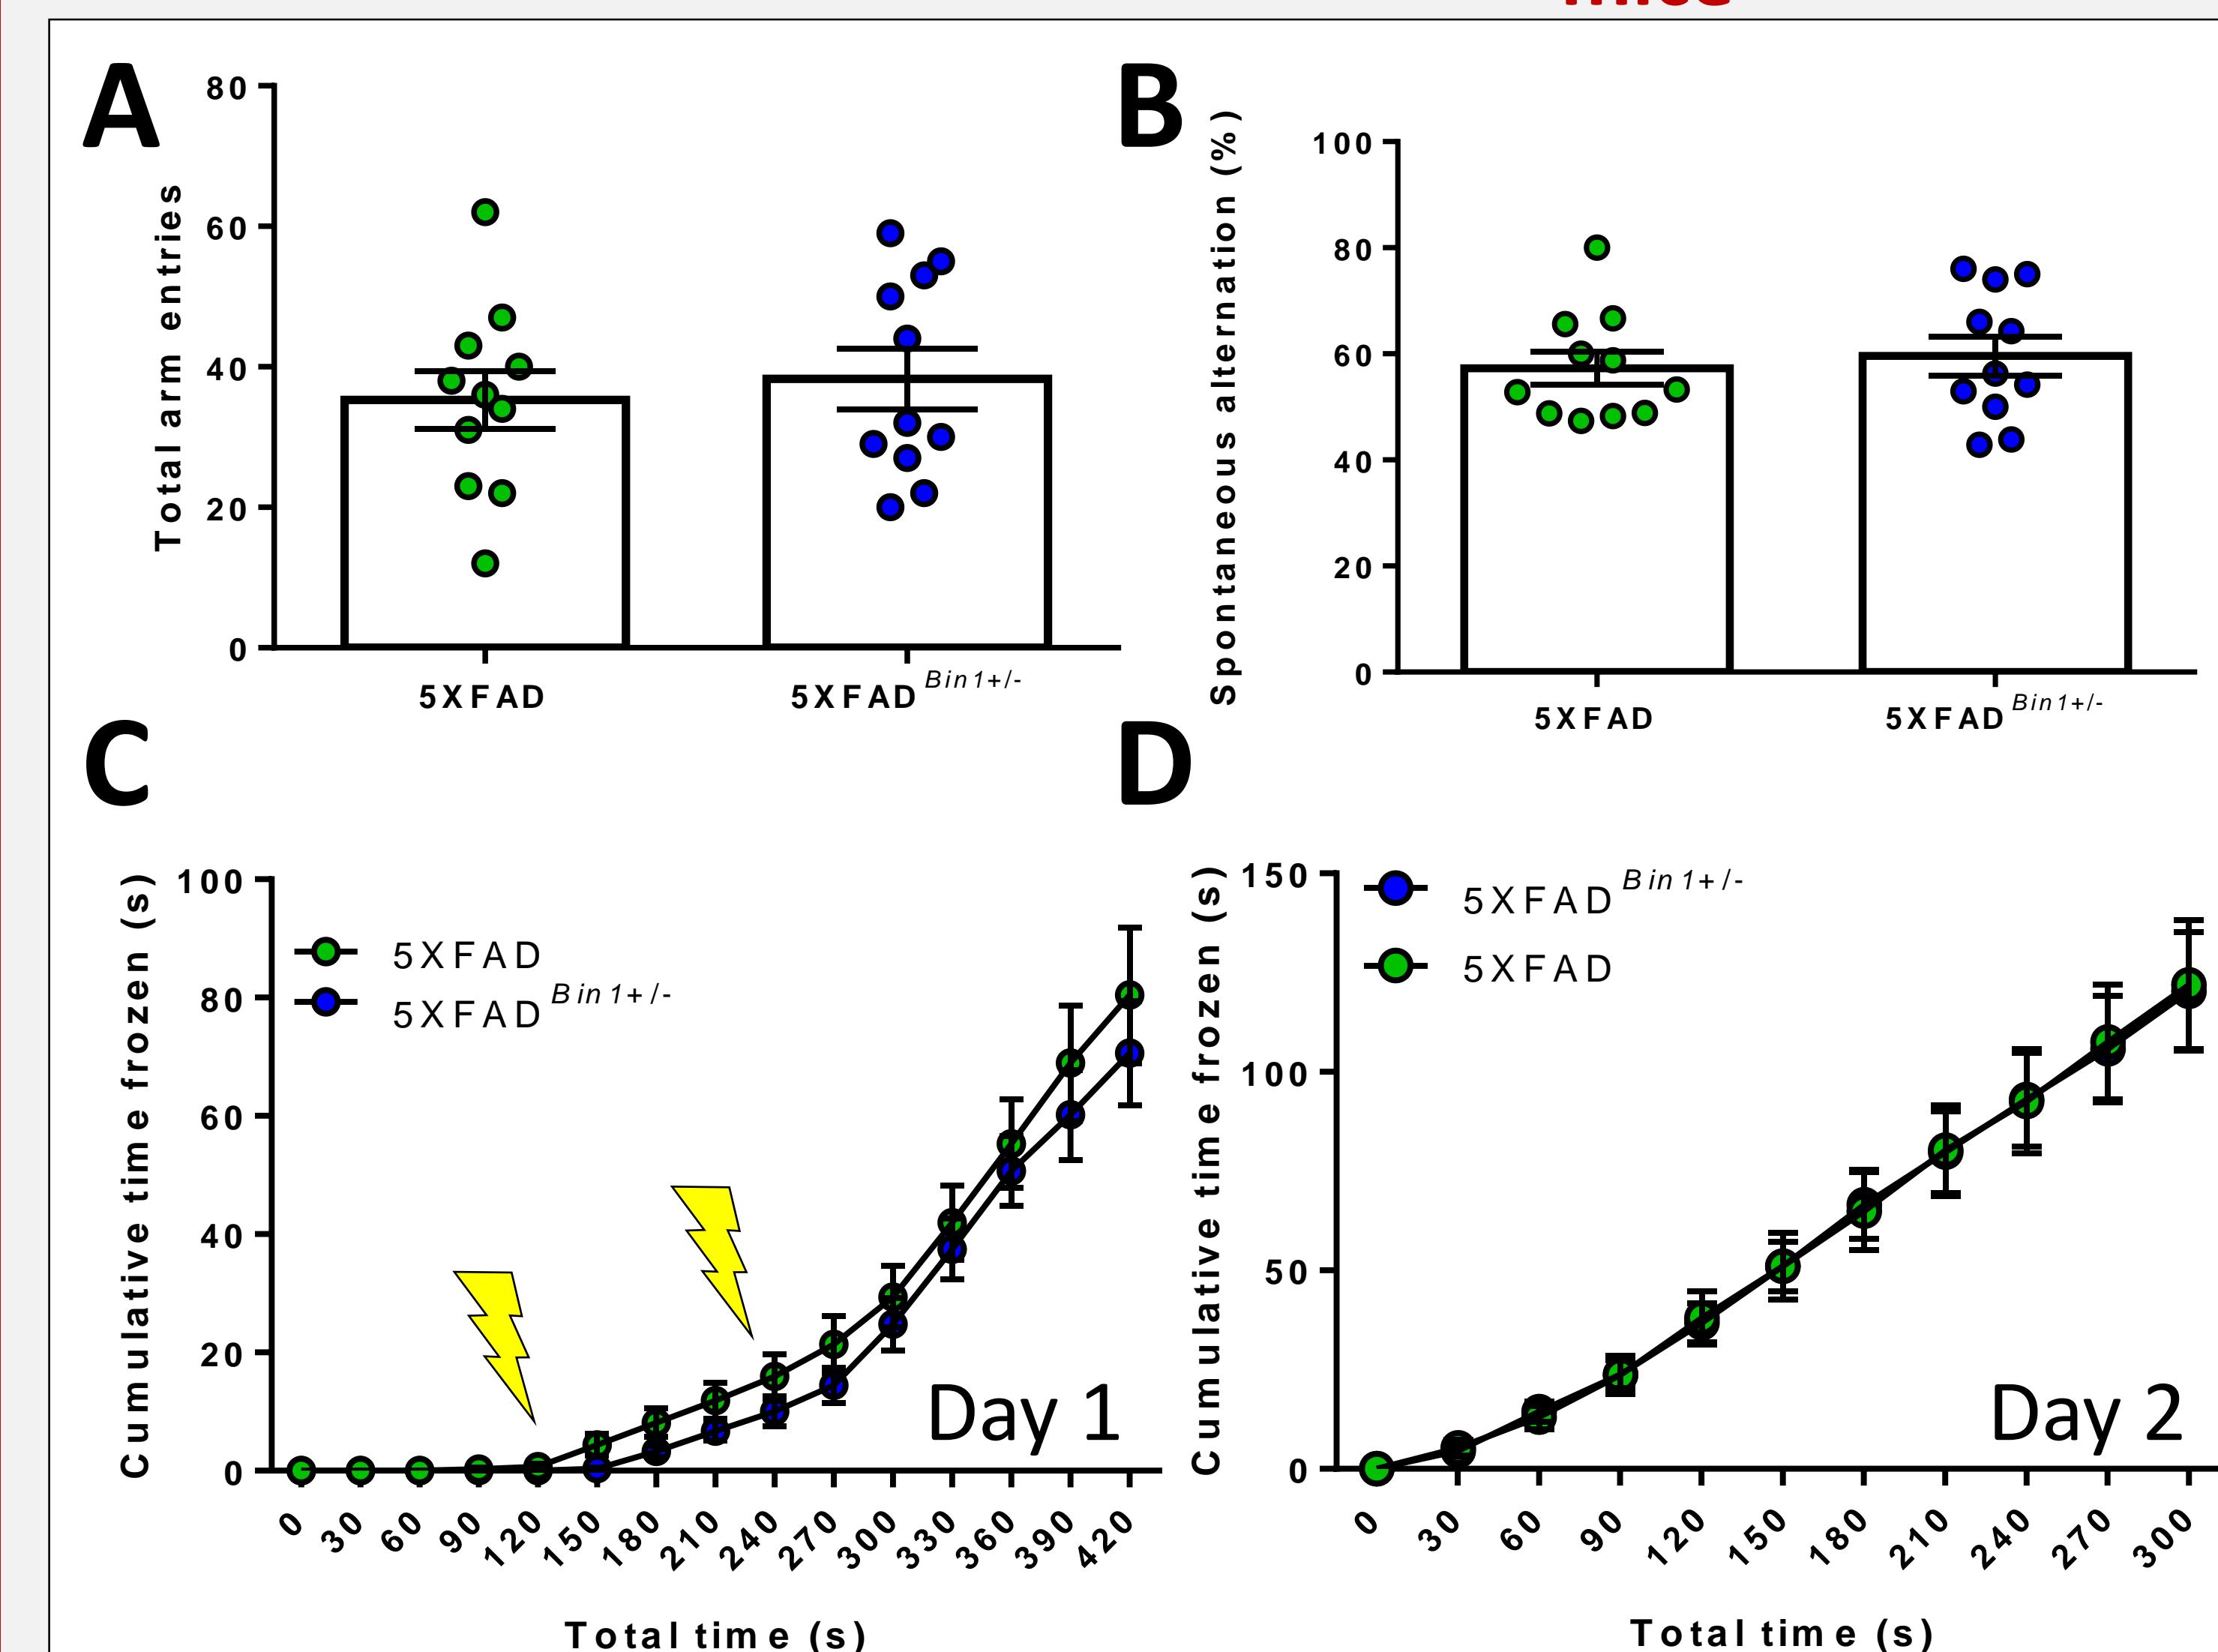 A
Total arm entries
80
60
40
20
0
5XFAD
5XFAD Bin1+/-
B
Spontaneous alternation (%)
100
80
60
40
20
0
5XFAD
5XFAD Bin1+/-
C
Cumulative time frozen (s)
100
80
60
40
20
0
5XFAD
5XFAD Bin1+/-
Day 1
0 30 60 90 120 150 180 210 240 270 300 330 360 390 420
Total time (s)
D
Cumulative time frozen (s)
150
100
50
0
5XFAD Bin1+/-
5XFAD
Day 2
0 30 60 90 120 150 180 210 240 270 300
Total time (s)